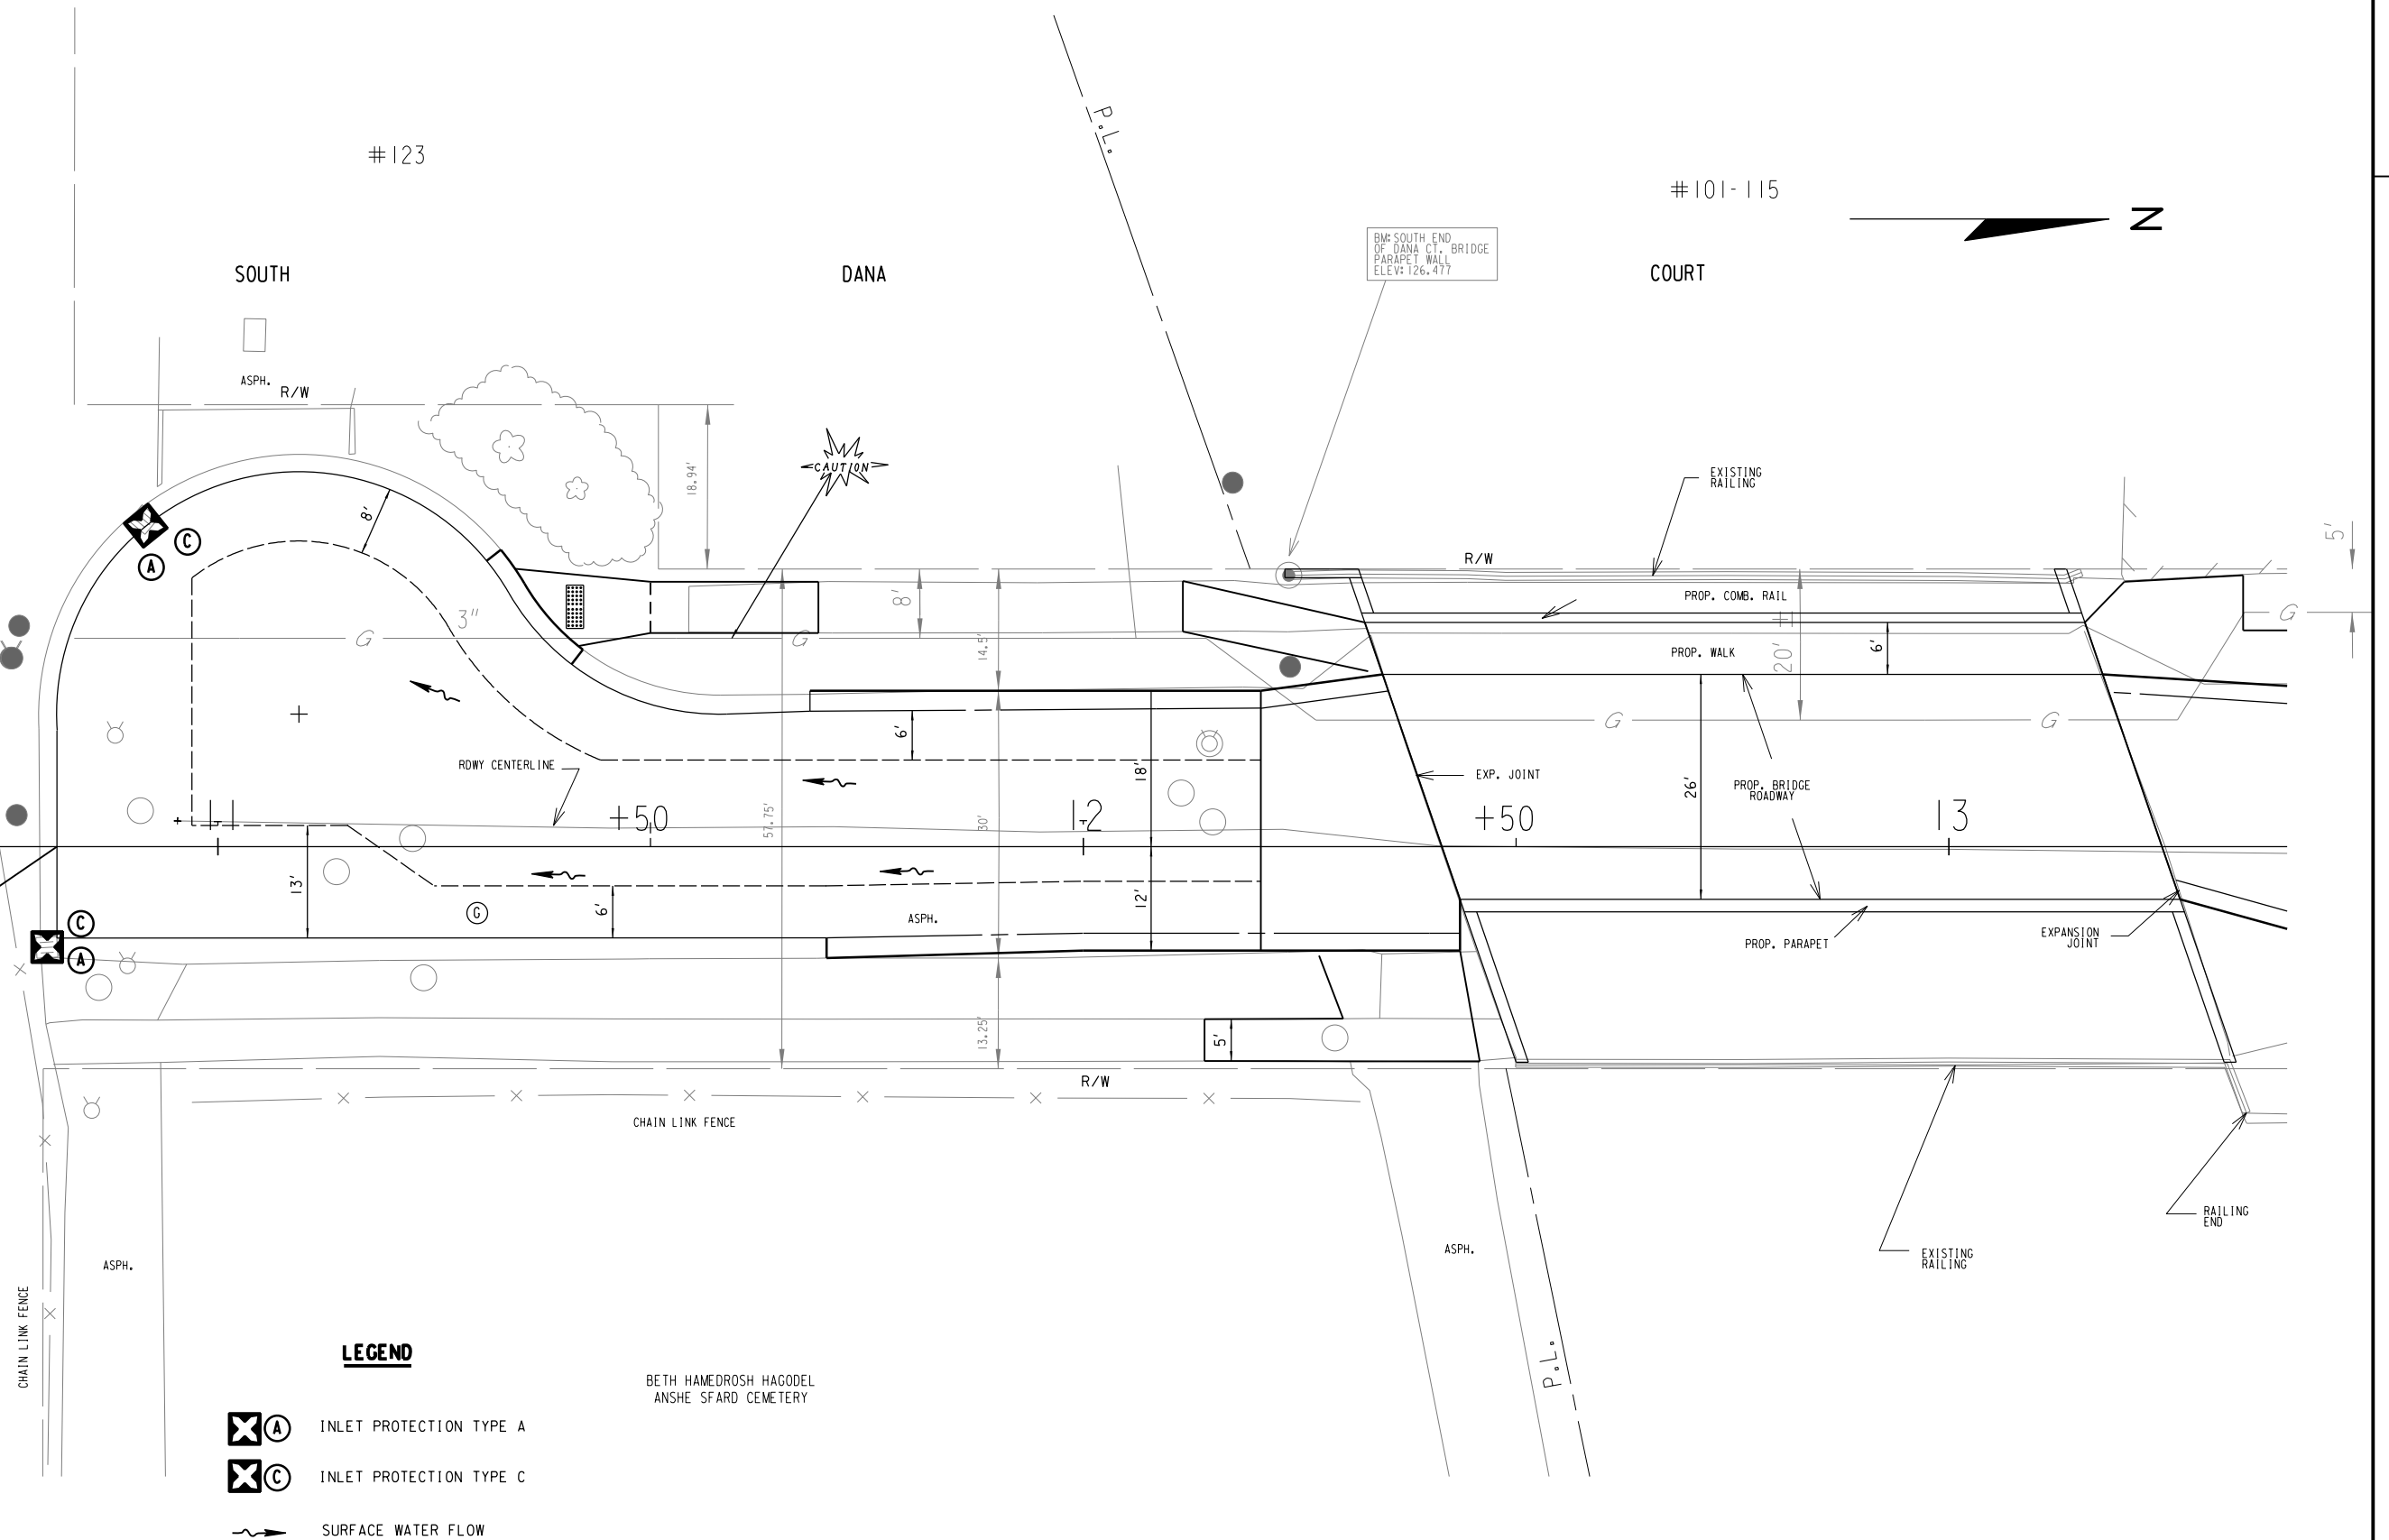 #123
#101-115
P.L.
N
BM: SOUTH END
OF DANA CT. BRIDGE
PARAPET WALL
ELEV: 126.477
SOUTH DANA COURT
ASPH.
R/W
18.94'
CAUTION
EXISTING
RAILING
5'
8'
C
A
R/W
8'
3"
G
G
14.5'
PROP. COMB. RAIL
G
PROP. WALK
20' ±
6'
6'
18'
G
G
RDWY CENTERLINE
EXP. JOINT
PROP. BRIDGE
ROADWAY
26'
11
+50
57.75'
30'
12
+50
13
13'
6'
G
12'
ASPH.
C
A
PROP. PARAPET
EXPANSION
JOINT
13.25'
5'
R/W
CHAIN LINK FENCE
ASPH.
ASPH.
RAILING
END
EXISTING
RAILING
CHAIN LINK FENCE
P.L.
LEGEND
BETH HAMEDROSH HAGODEL
ANSHE SFARD CEMETERY
A INLET PROTECTION TYPE A
C INLET PROTECTION TYPE C
SURFACE WATER FLOW